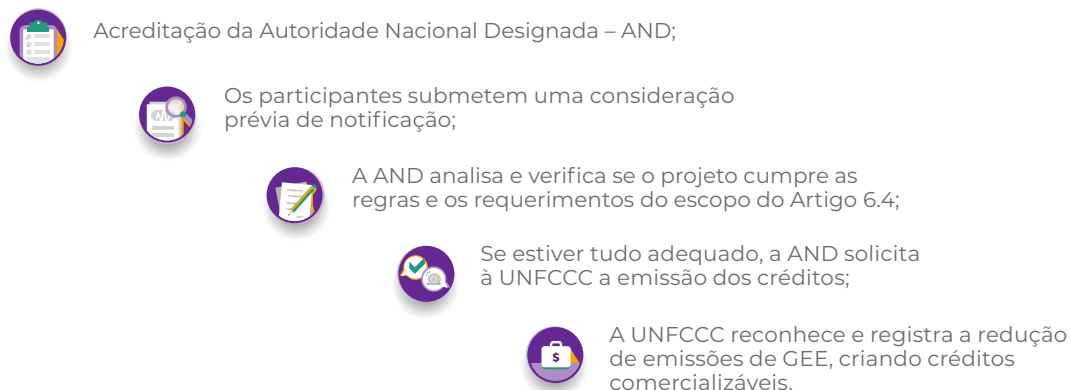 Acreditação da Autoridade Nacional Designada – AND;
Os participantes submetem uma consideração
prévia de notificação;
A AND analisa e verifica se o projeto cumpre as
regras e os requerimentos do escopo do Artigo 6.4;
Se estiver tudo adequado, a AND solicita
à UNFCCC a emissão dos créditos;
$
A UNFCCC reconhece e registra a redução
de emissões de GEE, criando créditos
comercializáveis.